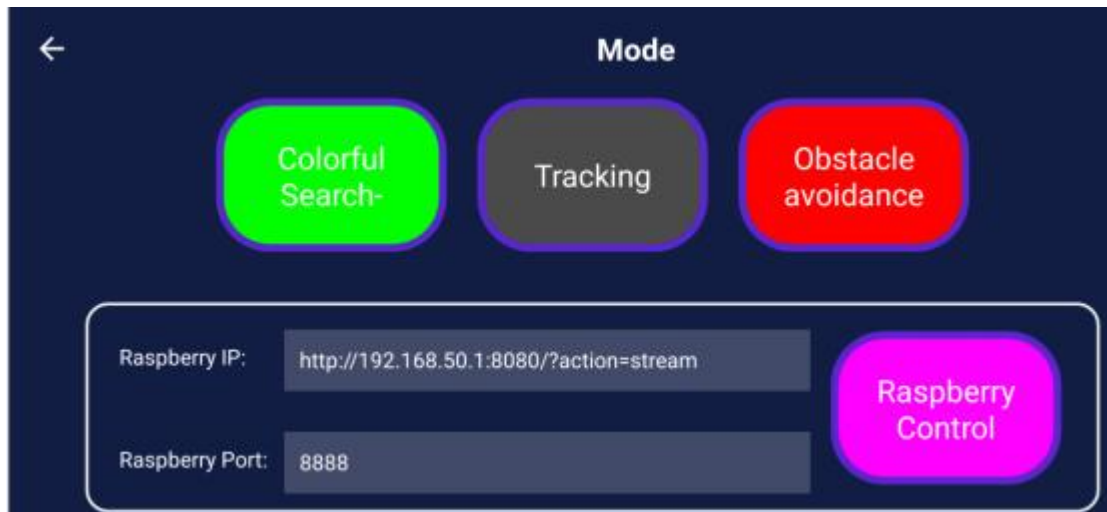 Mode
Colorful
Search-
Tracking
Obstacle
avoidance
Raspberry IP:
http://192.168.50.1:8080/?action=stream
Raspberry Port:
8888
Raspberry
Control